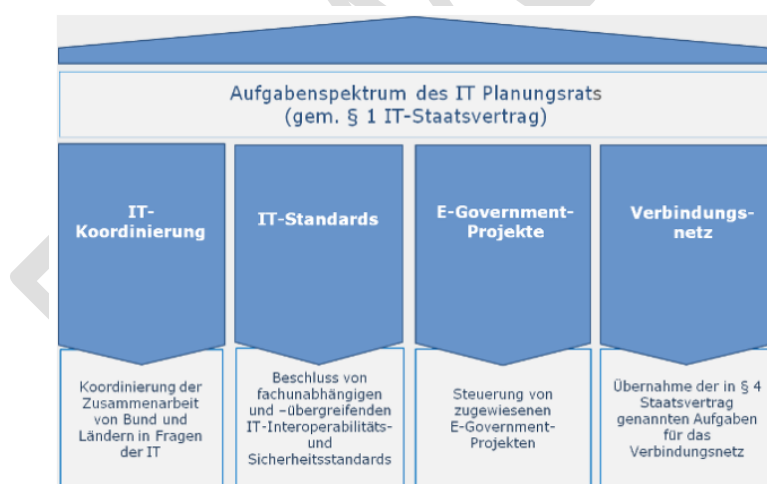 Aufgabenspektrum des IT Planungsrats
(gem. § 1 IT-Staatsvertrag)
IT-
Koordinierung
IT-Standards
E-Government-
Projekte
Verbindungs-
netz
Koordinierung der
Zusammenarbeit
von Bund und
Ländern in Fragen
der IT
Beschluss von
fachunabhängigen
und –übergreifenden
IT-Interoperabilitäts-
und
Sicherheitsstandards
Steuerung von
zugewiesenen
E-Government-
Projekten
Übernahme der in § 4
Staatsvertrag
genannten Aufgaben
für das
Verbindungsnetz